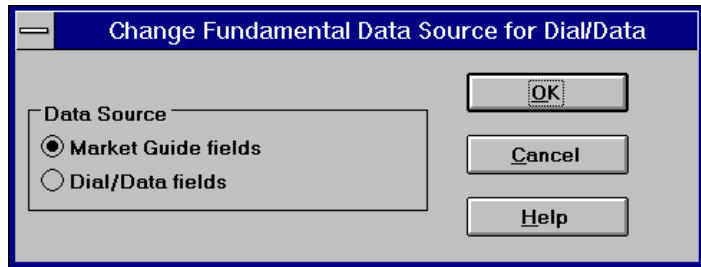 Change Fundamental Data Source for Dial/Data
Data Source
Market Guide fields
Dial/Data fields
OK
Cancel
Help